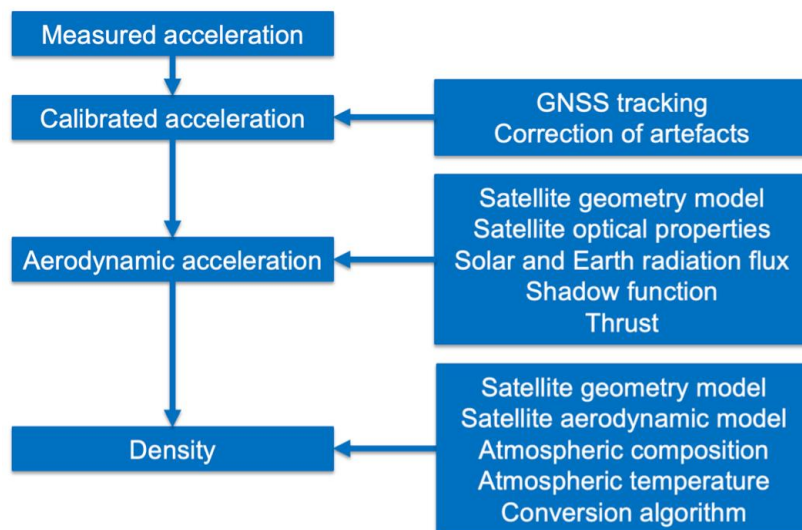 Measured acceleration
Calibrated acceleration
GNSS tracking
Correction of artefacts
Aerodynamic acceleration
Satellite geometry model
Satellite optical properties
Solar and Earth radiation flux
Shadow function
Thrust
Density
Satellite geometry model
Satellite aerodynamic model
Atmospheric composition
Atmospheric temperature
Conversion algorithm